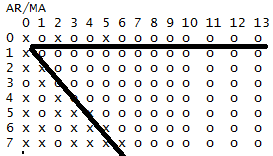 AR/MA
0 1 2 3 4 5 6 7 8 9 10 11 12 13
0 x o x o o x o o o o o o o o
1 x o o o o o o o o o o o o o
2 x x o o o o o o o o o o o o
3 x x o o o o o o o o o o o o
4 x o x o o o o o o o o o o o
5 x x x x o o o o o o o o o o
6 x x o x x x o o o o o o o o
7 x x o x x x x o o o o o o o